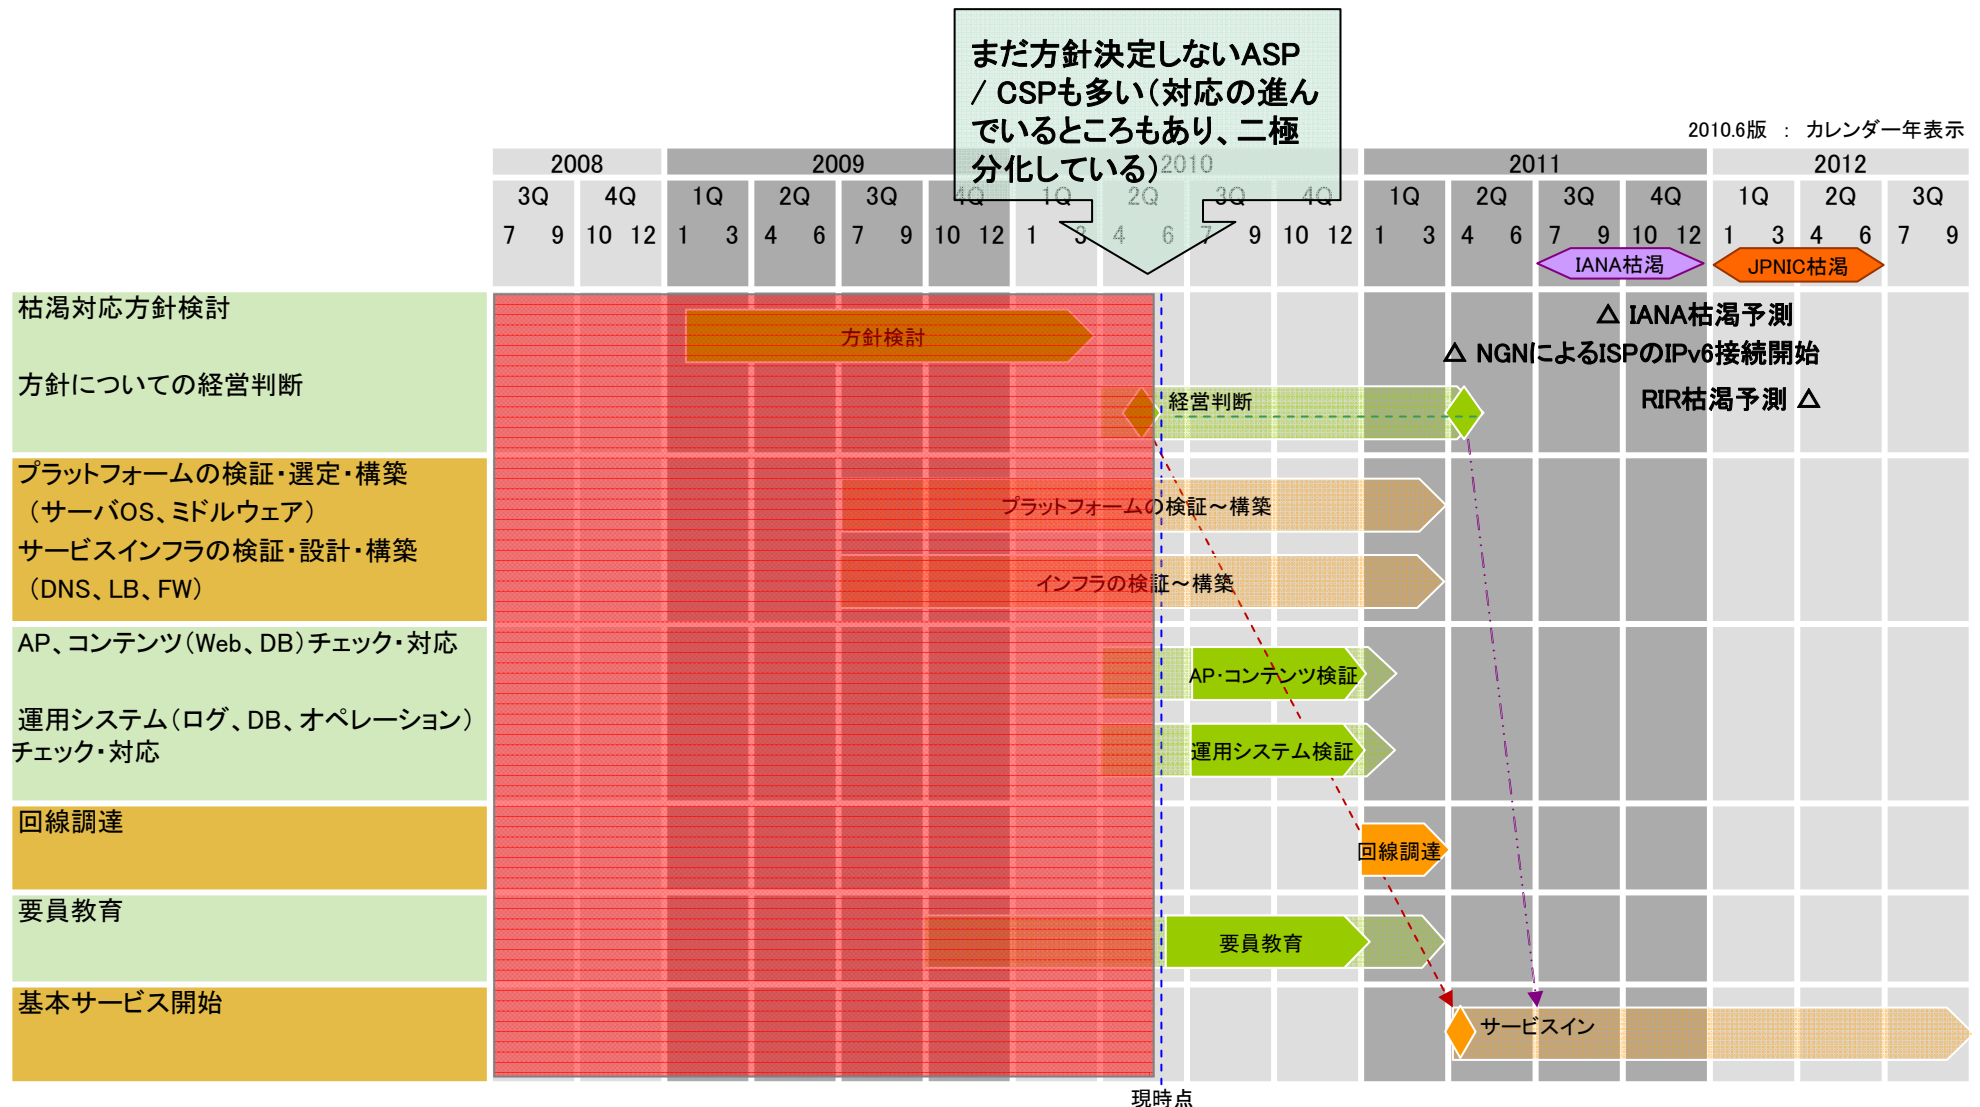 まだ方針決定しないASP
/ CSPも多い（対応の進ん
でいるところもあり、二極
分化している）
2010.6版 ： カレンダー年表示
2008 2009 2010 2011 2012
3Q 4Q 1Q 2Q 3Q 4Q 1Q 2Q 3Q 4Q 1Q 2Q 3Q 4Q 1Q 2Q 3Q
7 9 10 12 1 3 4 6 7 9 10 12 1 3 4 6 7 9 10 12 1 3 4 6 7 9 10 12 1 3 4 6 7 9
IANA枯渇 JPNIC枯渇
枯渇対応方針検討
方針検討
△ IANA枯渇予測
△ NGNによるISPのIPv6接続開始
方針についての経営判断
経営判断
RIR枯渇予測 △
プラットフォームの検証・選定・構築
（サーバOS、ミドルウェア）
プラットフォームの検証～構築
サービスインフラの検証・設計・構築
（DNS、LB、FW）
インフラの検証～構築
AP、コンテンツ（Web、DB）チェック・対応
AP・コンテンツ検証
運用システム（ログ、DB、オペレーション）
チェック・対応
運用システム検証
回線調達
回線調達
要員教育
要員教育
基本サービス開始
サービスイン
現時点